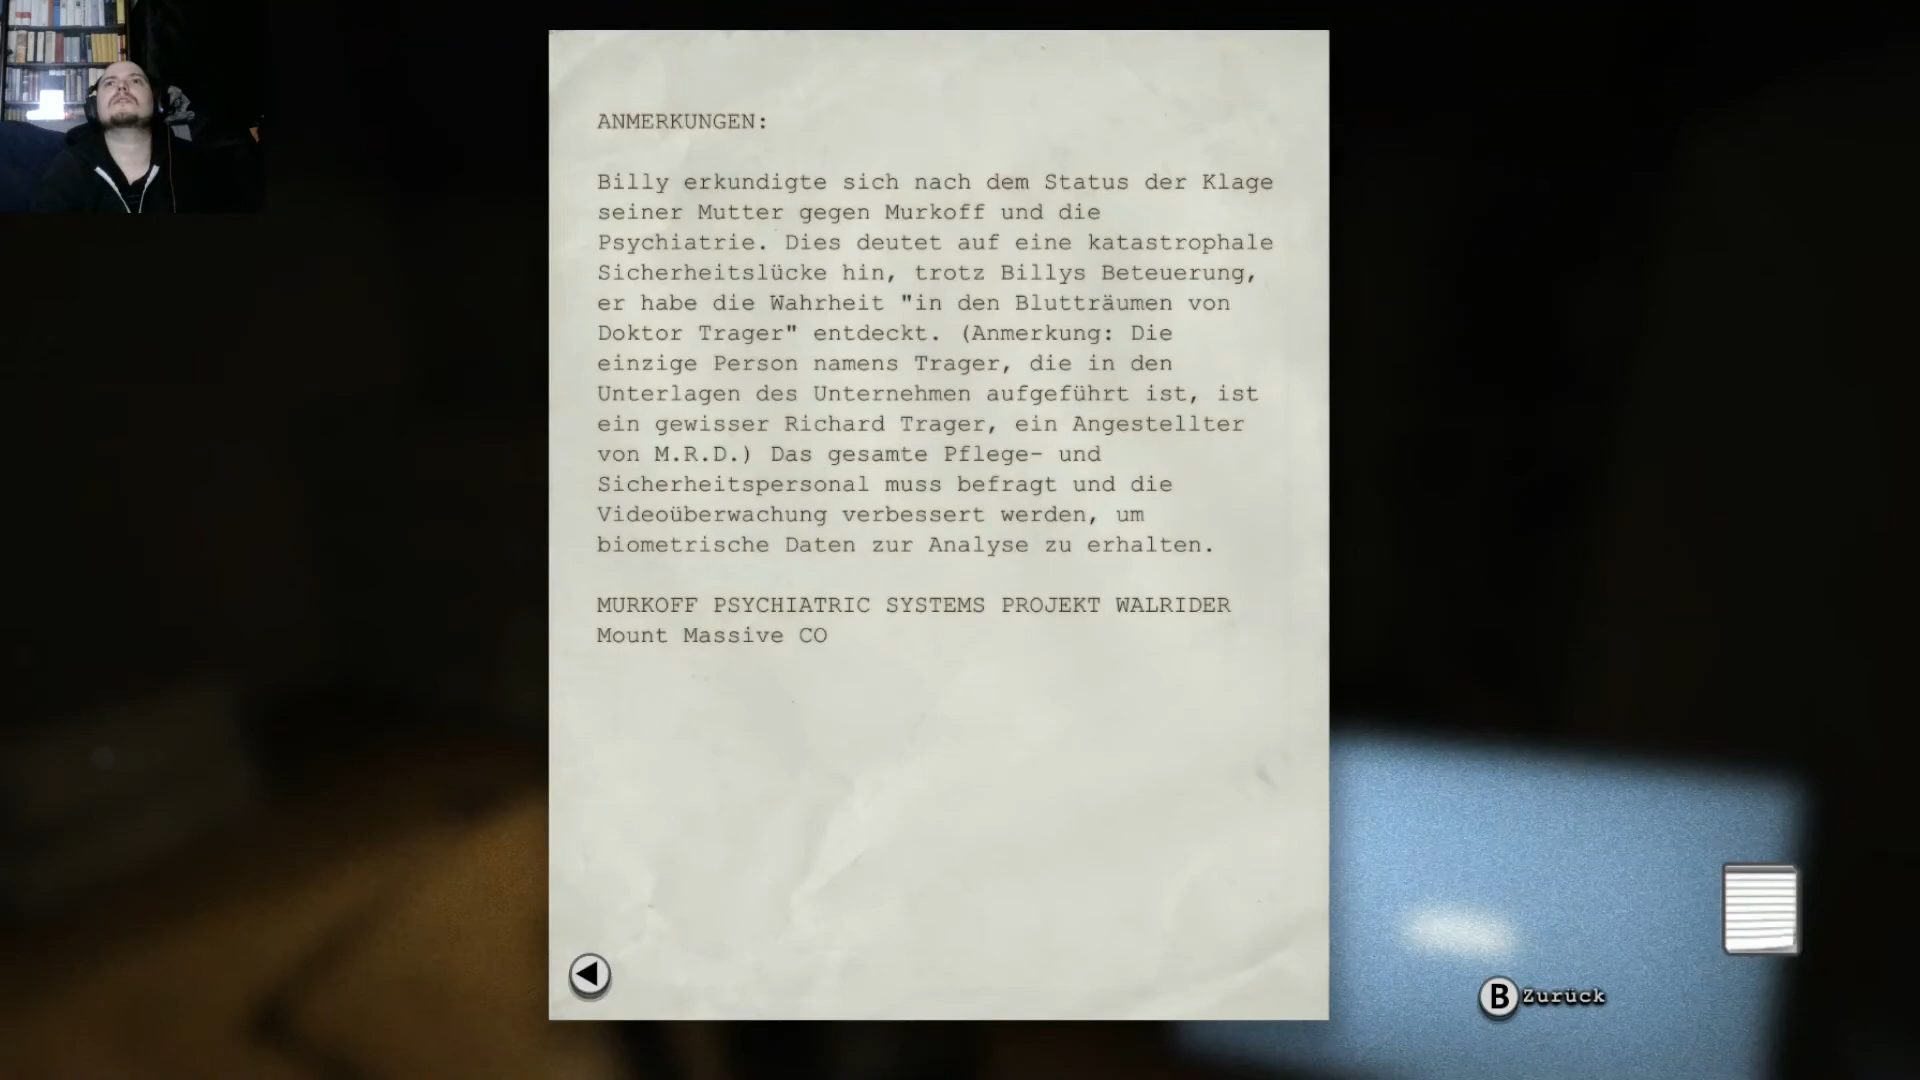 ANMERKUNGEN:
Billy erkundigte sich nach dem Status der Klage
seiner Mutter gegen Murkoff und die
Psychiatrie. Dies deutet auf eine katastrophale
Sicherheitslücke hin, trotz Billys Beteuerung,
er habe die Wahrheit "in den Blutträumen von
Doktor Trager" entdeckt. (Anmerkung: Die
einzige Person namens Trager, die in den
Unterlagen des Unternehmen aufgeführt ist, ist
ein gewisser Richard Trager, ein Angestellter
von M.R.D.) Das gesamte Pflege- und
Sicherheitspersonal muss befragt und die
Videoüberwachung verbessert werden, um
biometrische Daten zur Analyse zu erhalten.
MURKOFF PSYCHIATRIC SYSTEMS PROJEKT WALRIDER
Mount Massive CO
B Zurück